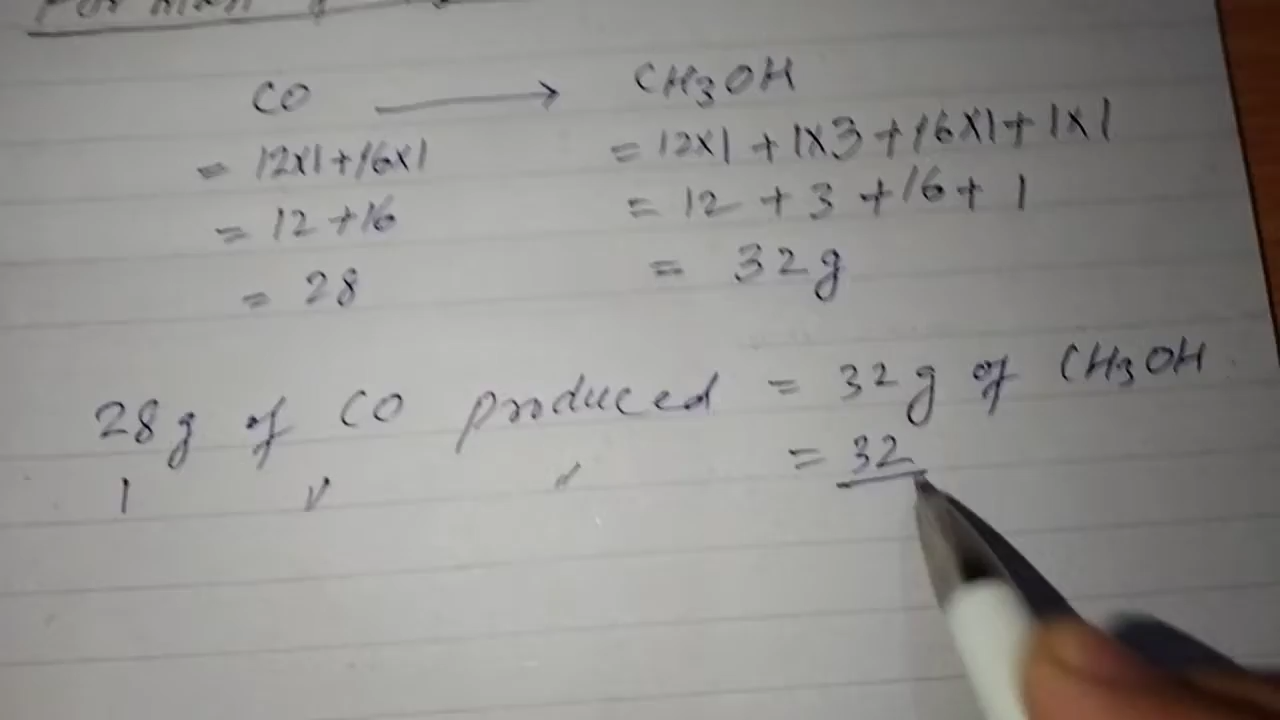 CO ⟶ CH3OH
= 12x1+16x1 = 12x1 + 1x3 + 16x1 + 1x1
= 12 +16 = 12 + 3 + 16 + 1
= 28 = 32g
28g of CO produced = 32g of CH3OH
1 〃 〃 = 32